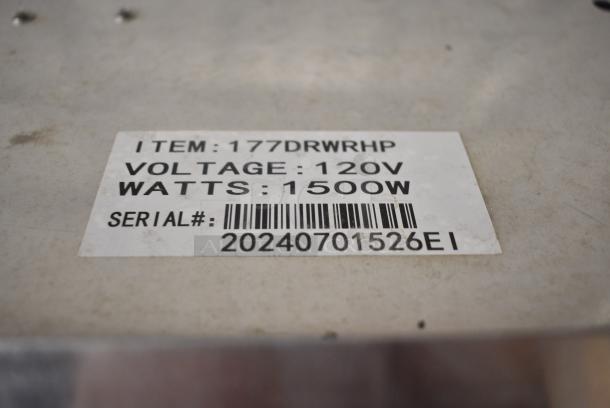 ITEM: 177DRWRHP
VOLTAGE: 120V
WATTS: 1500W
SERIAL#:
20240701526EI